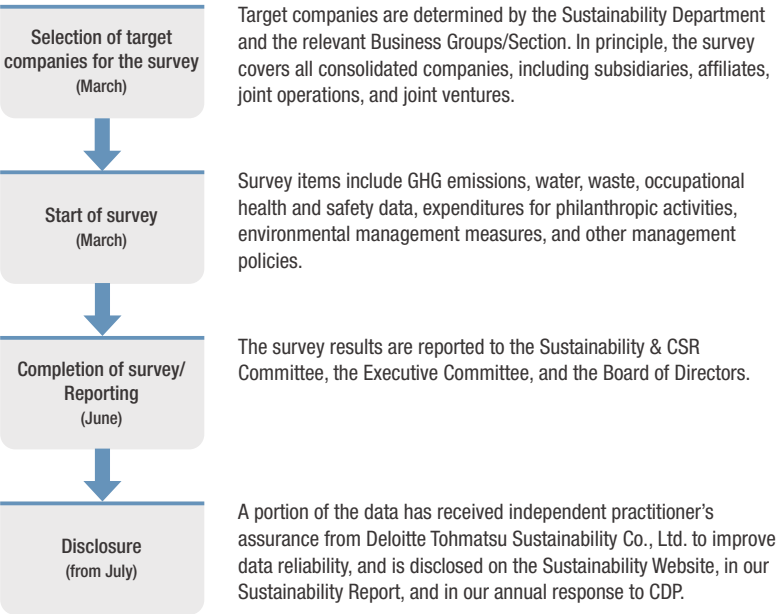 Selection of target
companies for the survey
(March)
Target companies are determined by the Sustainability Department
and the relevant Business Groups/Section. In principle, the survey
covers all consolidated companies, including subsidiaries, affiliates,
joint operations, and joint ventures.
Start of survey
(March)
Survey items include GHG emissions, water, waste, occupational
health and safety data, expenditures for philanthropic activities,
environmental management measures, and other management
policies.
Completion of survey/
Reporting
(June)
The survey results are reported to the Sustainability & CSR
Committee, the Executive Committee, and the Board of Directors.
Disclosure
(from July)
A portion of the data has received independent practitioner’s
assurance from Deloitte Tohmatsu Sustainability Co., Ltd. to improve
data reliability, and is disclosed on the Sustainability Website, in our
Sustainability Report, and in our annual response to CDP.